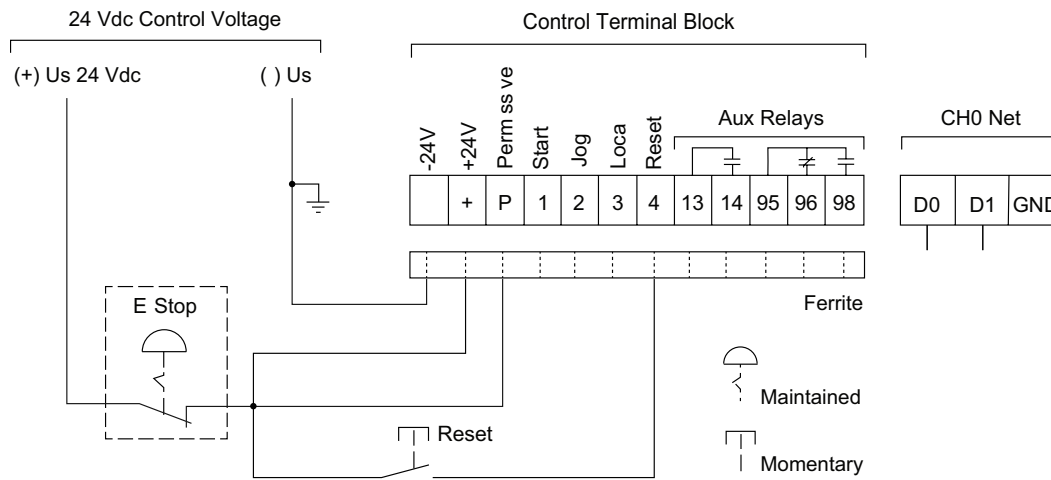 24 Vdc Control Voltage
Control Terminal Block
(+) Us 24 Vdc
( ) Us
-24V
+24V
Perm ss ve
Start
Jog
Loca
Reset
Aux Relays
CH0 Net
+ P 1 2 3 4 13 14 95 96 98
D0 D1 GND
Ferrite
E Stop
Maintained
Reset
Momentary